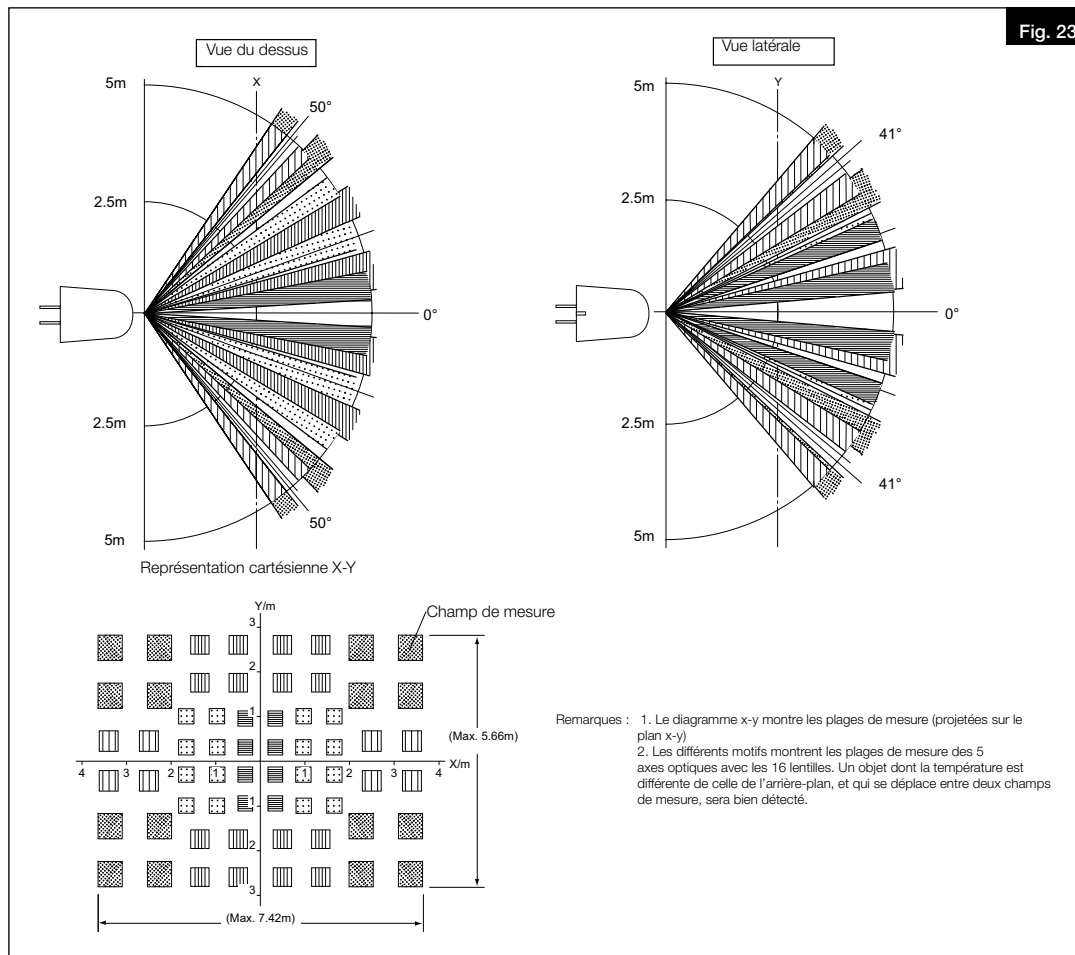 Fig. 23
Vue du dessus
X
5m
50°
2.5m
0°
2.5m
50°
5m
Vue latérale
Y
5m
41°
2.5m
0°
2.5m
41°
5m
Représentation cartésienne X-Y
Y/m
Champ de mesure
3
2
1
(Max. 5.66m)
X/m
4 3 2 1 1 2 3 4
1
2
3
(Max. 7.42m)
Remarques : 1. Le diagramme x-y montre les plages de mesure (projetées sur le
plan x-y)
2. Les différents motifs montrent les plages de mesure des 5
axes optiques avec les 16 lentilles. Un objet dont la température est
différente de celle de l'arrière-plan, et qui se déplace entre deux champs
de mesure, sera bien détecté.